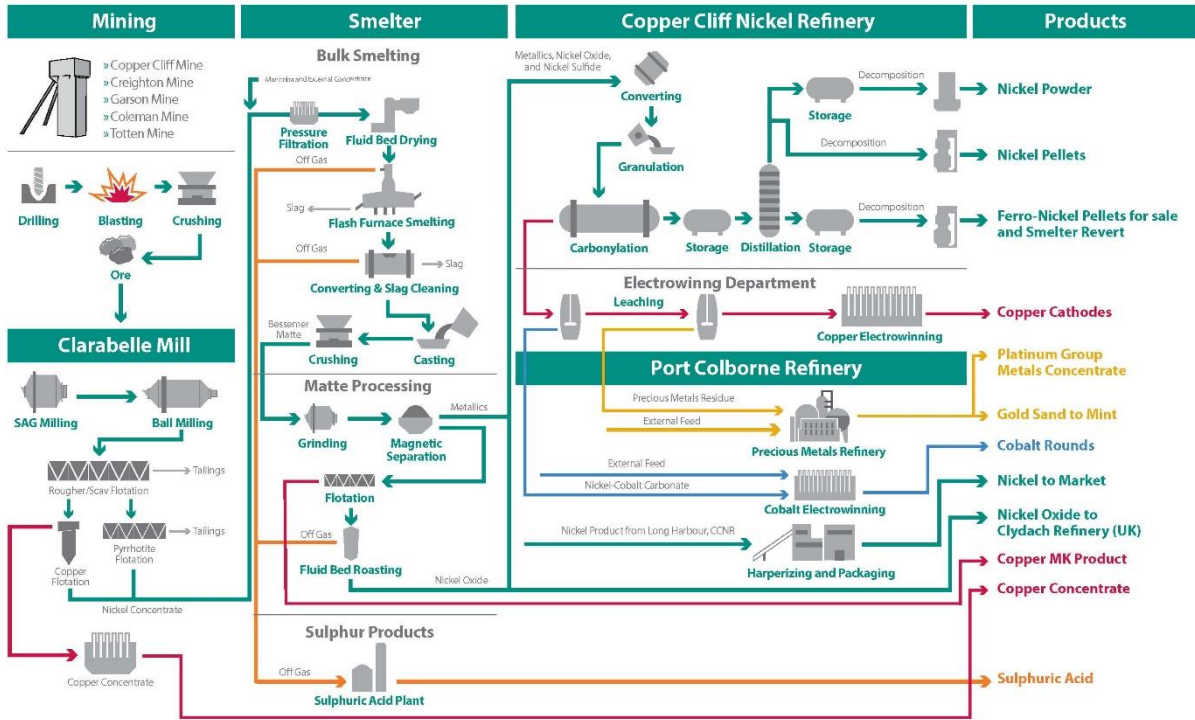 Mining
» Copper Cliff Mine
» Creighton Mine
» Garson Mine
» Coleman Mine
» Totten Mine
Drilling
Blasting
Crushing
Ore
Clarabelle Mill
SAG Milling
Ball Milling
Rougher/Scav Flotation
Tailings
Copper
Flotation
Pyrrhotite
Flotation
Tailings
Nickel Concentrate
Copper Concentrate
Smelter
Bulk Smelting
Manitoba and External Concentrate
Pressure
Filtration
Fluid Bed Drying
Off Gas
Slag
Flash Furnace Smelting
Off Gas
Slag
Converting & Slag Cleaning
Bessemer
Matte
Crushing
Casting
Matte Processing
Metallics
Grinding
Magnetic
Separation
Flotation
Off Gas
Fluid Bed Roasting
Nickel Oxide
Sulphur Products
Off Gas
Sulphuric Acid Plant
Copper Cliff Nickel Refinery
Metallics, Nickel Oxide,
and Nickel Sulfide
Converting
Granulation
Carbonylation
Storage
Distillation
Storage
Storage
Decomposition
Decomposition
Decomposition
Electrowinng Department
Leaching
Copper Electrowinning
Port Colborne Refinery
Precious Metals Residue
External Feed
Precious Metals Refinery
External Feed
Nickel-Cobalt Carbonate
Cobalt Electrowinning
Nickel Product from Long Harbour, CCNR
Harperizing and Packaging
Products
Nickel Powder
Nickel Pellets
Ferro-Nickel Pellets for sale
and Smelter Revert
Copper Cathodes
Platinum Group
Metals Concentrate
Gold Sand to Mint
Cobalt Rounds
Nickel to Market
Nickel Oxide to
Clydach Refinery (UK)
Copper MK Product
Copper Concentrate
Sulphuric Acid